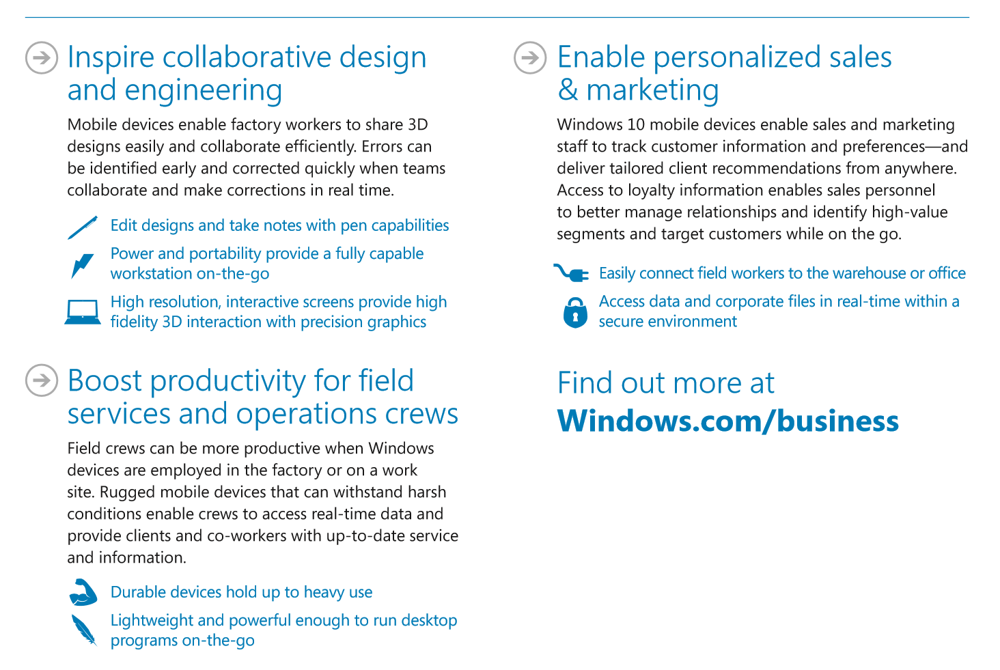 Inspire collaborative design
and engineering
Mobile devices enable factory workers to share 3D
designs easily and collaborate efficiently. Errors can
be identified early and corrected quickly when teams
collaborate and make corrections in real time.
Edit designs and take notes with pen capabilities
Power and portability provide a fully capable
workstation on-the-go
High resolution, interactive screens provide high
fidelity 3D interaction with precision graphics
Boost productivity for field
services and operations crews
Field crews can be more productive when Windows
devices are employed in the factory or on a work
site. Rugged mobile devices that can withstand harsh
conditions enable crews to access real-time data and
provide clients and co-workers with up-to-date service
and information.
Durable devices hold up to heavy use
Lightweight and powerful enough to run desktop
programs on-the-go
Enable personalized sales
& marketing
Windows 10 mobile devices enable sales and marketing
staff to track customer information and preferences—and
deliver tailored client recommendations from anywhere.
Access to loyalty information enables sales personnel
to better manage relationships and identify high-value
segments and target customers while on the go.
Easily connect field workers to the warehouse or office
Access data and corporate files in real-time within a
secure environment
Find out more at
Windows.com/business